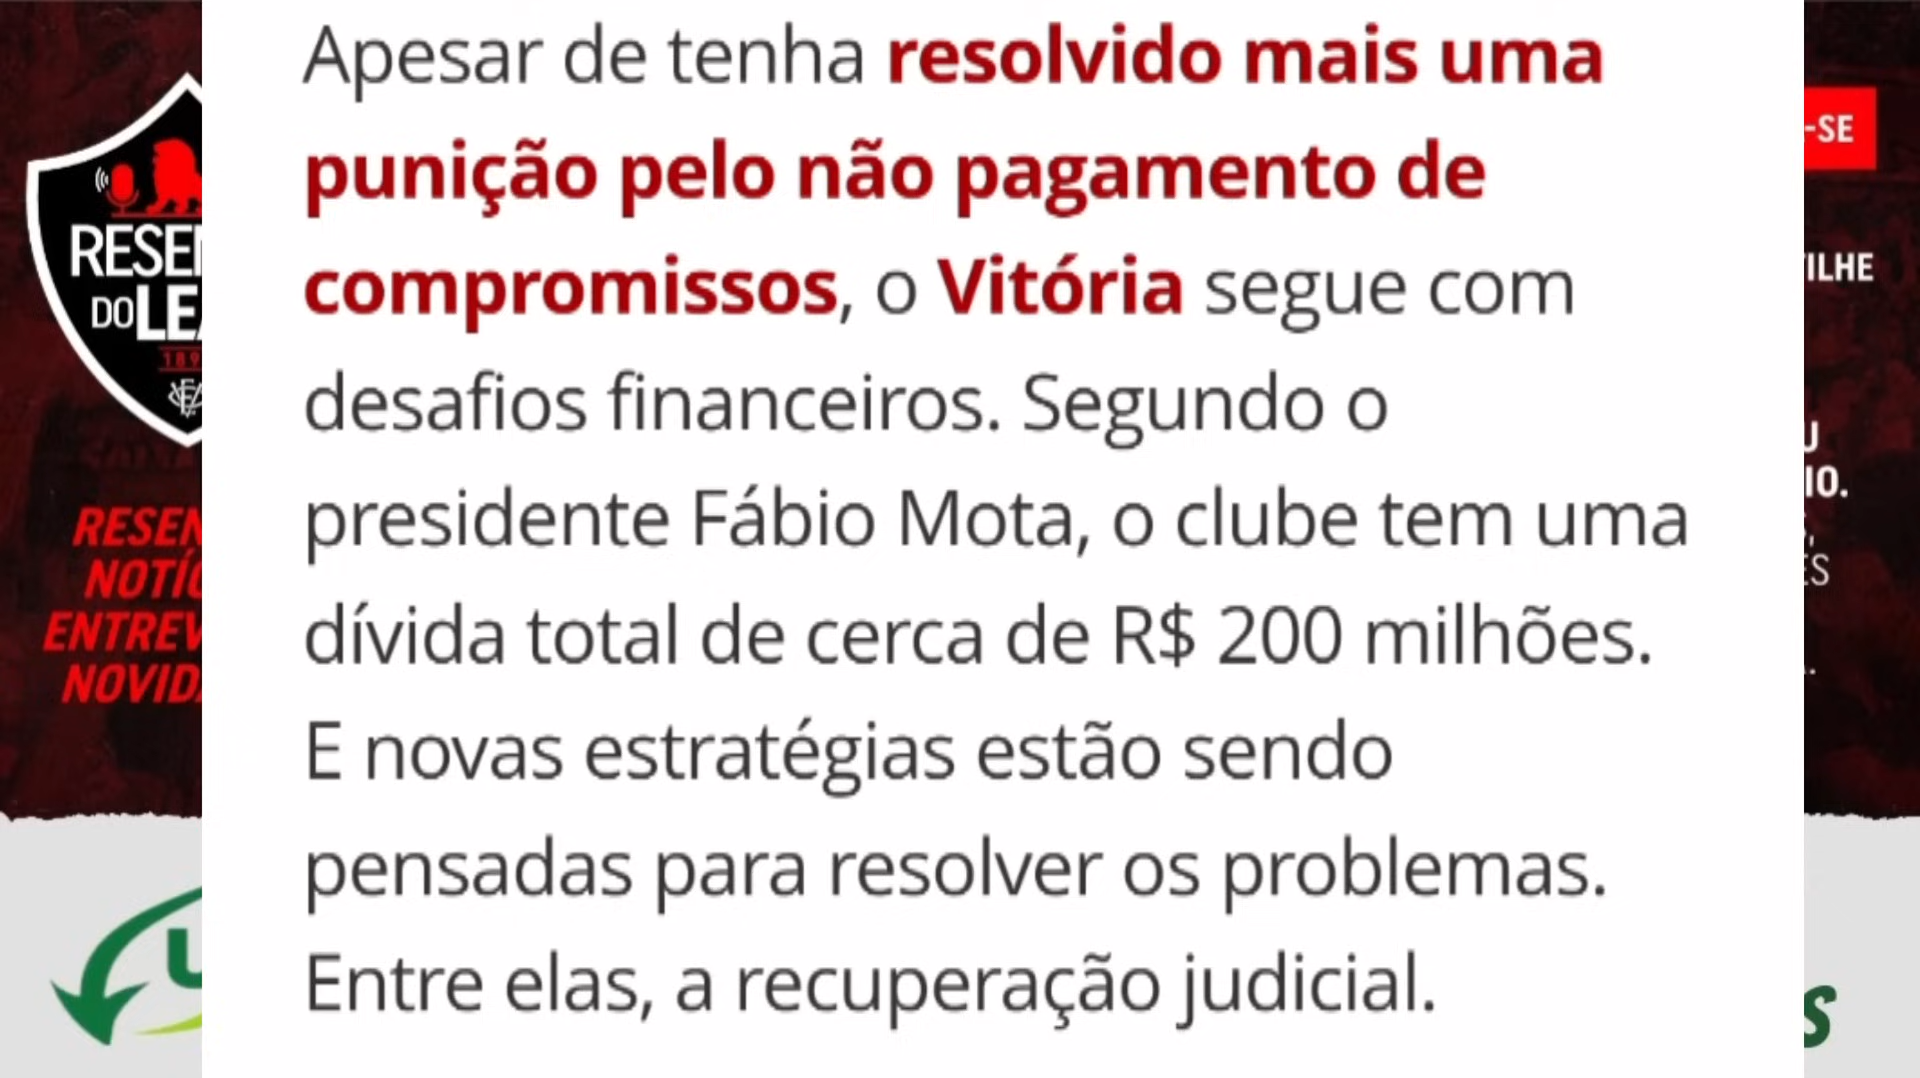 Apesar de tenha resolvido mais uma
punição pelo não pagamento de
compromissos, o Vitória segue com
desafios financeiros. Segundo o
presidente Fábio Mota, o clube tem uma
dívida total de cerca de R$ 200 milhões.
E novas estratégias estão sendo
pensadas para resolver os problemas.
Entre elas, a recuperação judicial.
DO
-SE